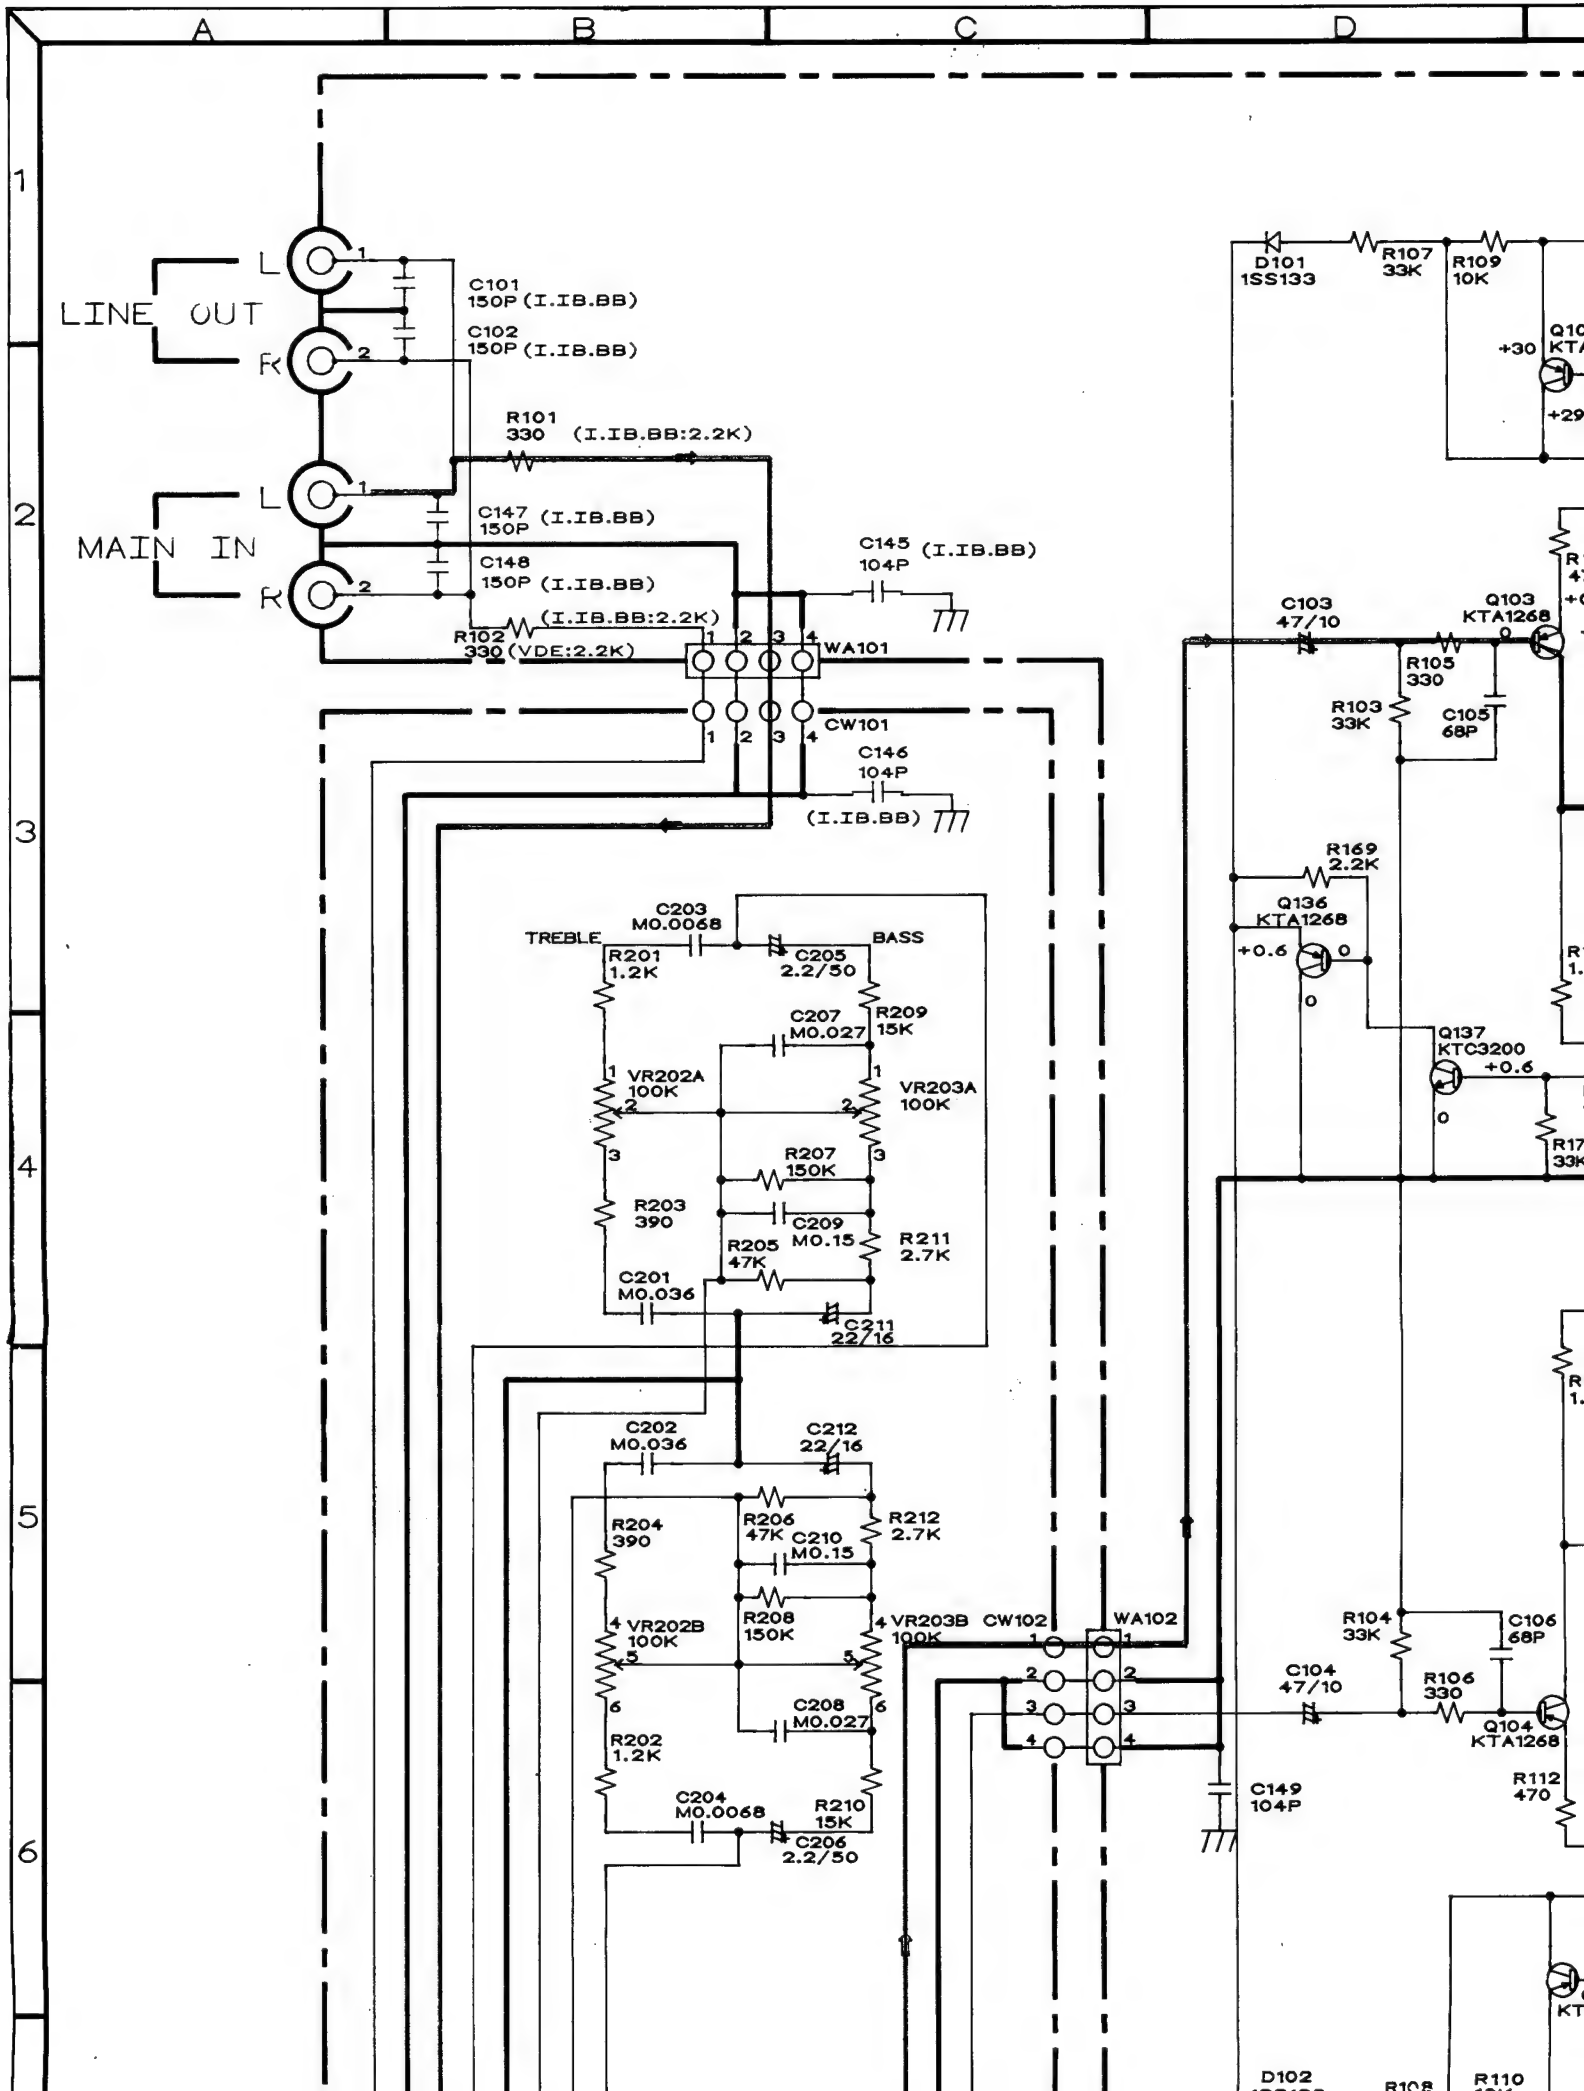 A B C D
1
L 1
C101
150P (I.IB.BB)
LINE OUT
C102
150P (I.IB.BB)
R 2
D101
1SS133
R107
33K
R109
10K
+30
+29
R101
330 (I.IB.BB:2.2K)
2
L 1
C147
150P (I.IB.BB)
MAIN IN
C148
150P (I.IB.BB)
R 2
C145 (I.IB.BB)
104P
(I.IB.BB:2.2K)
R102
330 (VDE:2.2K)
1 2 3 4
WA101
CW101
1 2 3 4
C103
47/10
Q103
KTA1268
0
R105
330
R103
33K
C105
68P
C146
104P
(I.IB.BB)
3
R169
2.2K
Q136
KTA1268
+0.6 0
0
C203
M0.0068
TREBLE
BASS
R201
1.2K
C205
2.2/50
C207
M0.027
R209
15K
Q137
KTC3200
+0.6
0
1
VR202A
100K
2
3
1
VR203A
100K
2
3
4
R207
150K
R203
390
C209
M0.15
R205
47K
R211
2.7K
C201
M0.036
C211
22/16
C202
M0.036
C212
22/16
5
R204
390
R206
47K
C210
M0.15
R212
2.7K
R208
150K
4
VR202B
100K
5
6
4
VR203B
100K
5
6
CW102
WA102
1 1
2 2
3 3
4 4
R104
33K
C106
68P
C104
47/10
R106
330
Q104
KTA1268
C208
M0.027
R202
1.2K
C204
M0.0068
R210
15K
C206
2.2/50
C149
104P
R112
470
6
D102
R110